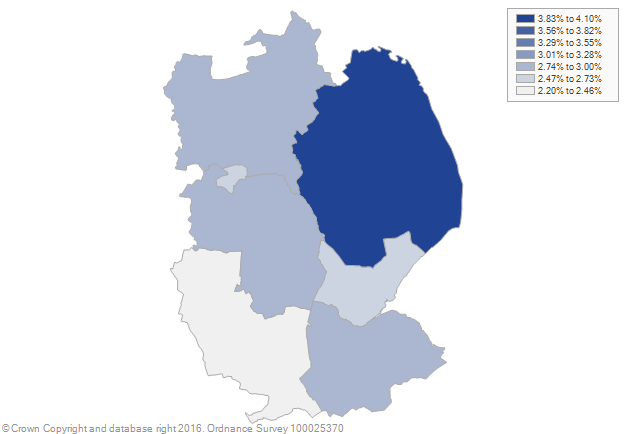 3.83% to 4.10%
3.56% to 3.82%
3.29% to 3.55%
3.01% to 3.28%
2.74% to 3.00%
2.47% to 2.73%
2.20% to 2.46%
©Crown Copyright and database right 2016. Ordnance Survey 100025370